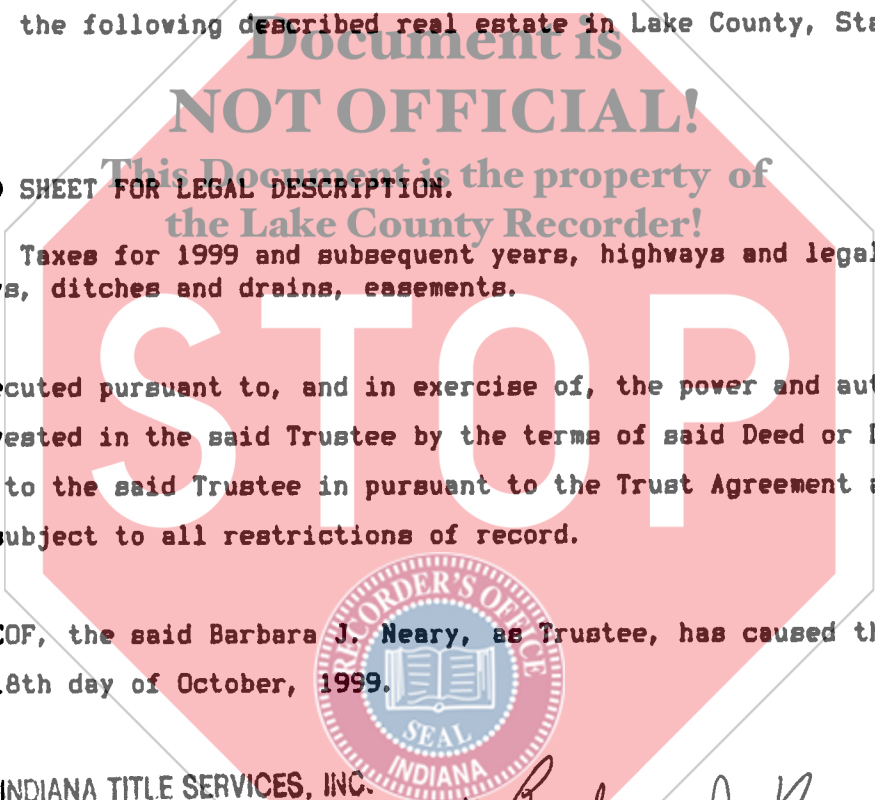 the following described real estate in Lake County, Sta
Document is
NOT OFFICIAL!
This Document is the property of
SHEET FOR LEGAL DESCRIPTION.
the Lake County Recorder!
Taxes for 1999 and subsequent years, highways and legal
s, ditches and drains, easements.
STOP
cuted pursuant to, and in exercise of, the power and aut
ested in the said Trustee by the terms of said Deed or D
to the said Trustee in pursuant to the Trust Agreement a
subject to all restrictions of record.
OF, the said Barbara J. Neary, as Trustee, has caused th
8th day of October, 1999.
RECORDER'S OFFICE
SEAL
INDIANA
INDIANA TITLE SERVICES, INC.